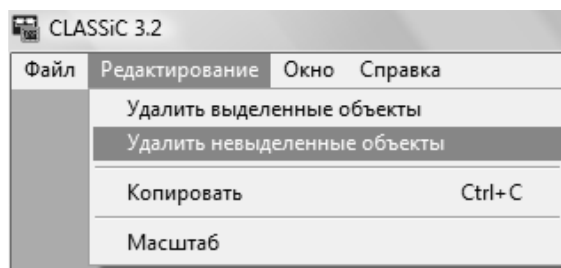 CLASSiC 3.2
Файл Редактирование Окно Справка
Удалить выделенные объекты
Удалить невыделенные объекты
Копировать Ctrl+C
Масштаб